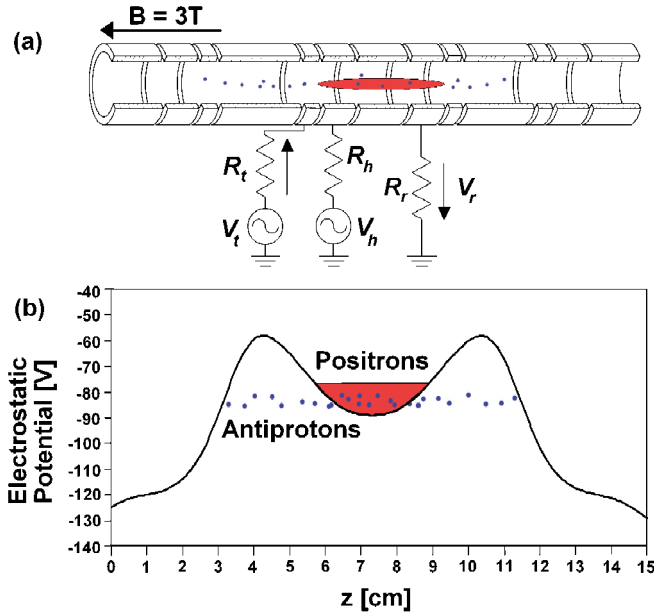 (a)
B = 3T
R_t
R_h
R_r
V_r
V_t
V_h
(b)
Electrostatic
Potential [V]
-40
-50
-60
-70
-80
-90
-100
-110
-120
-130
-140
Positrons
Antiprotons
0 1 2 3 4 5 6 7 8 9 10 11 12 13 14 15
z [cm]